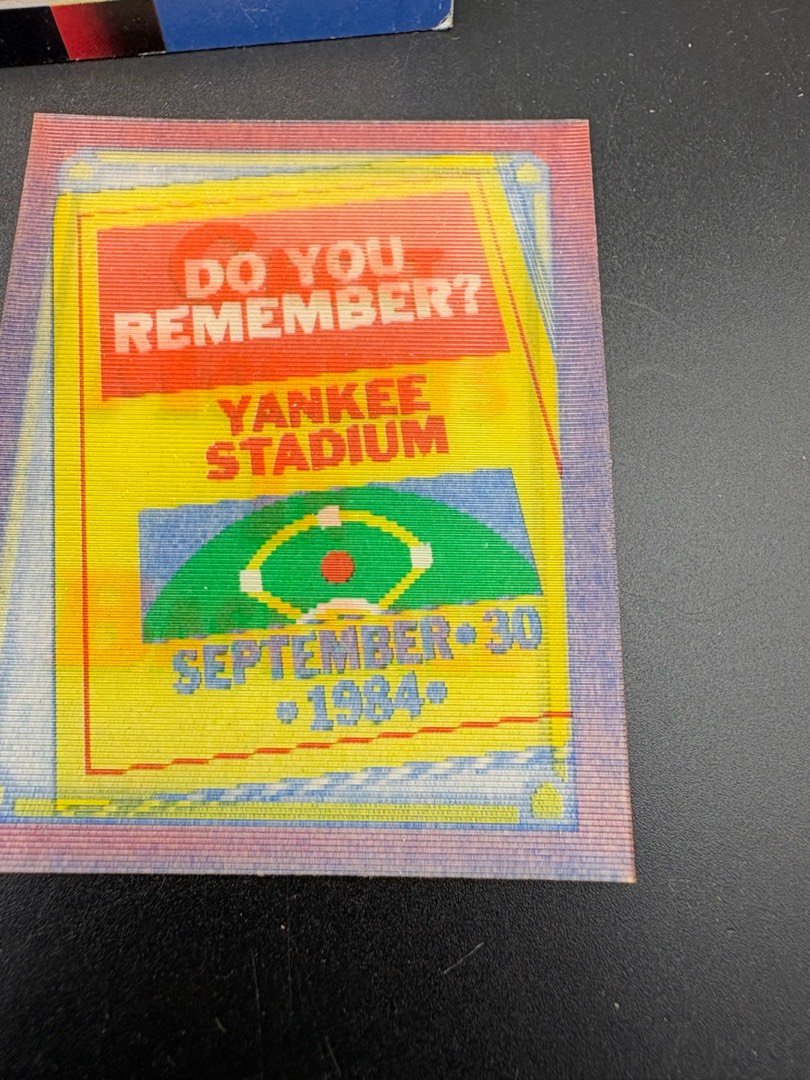 DO YOU
REMEMBER?
YANKEE
STADIUM
SEPTEMBER•30
•1984•